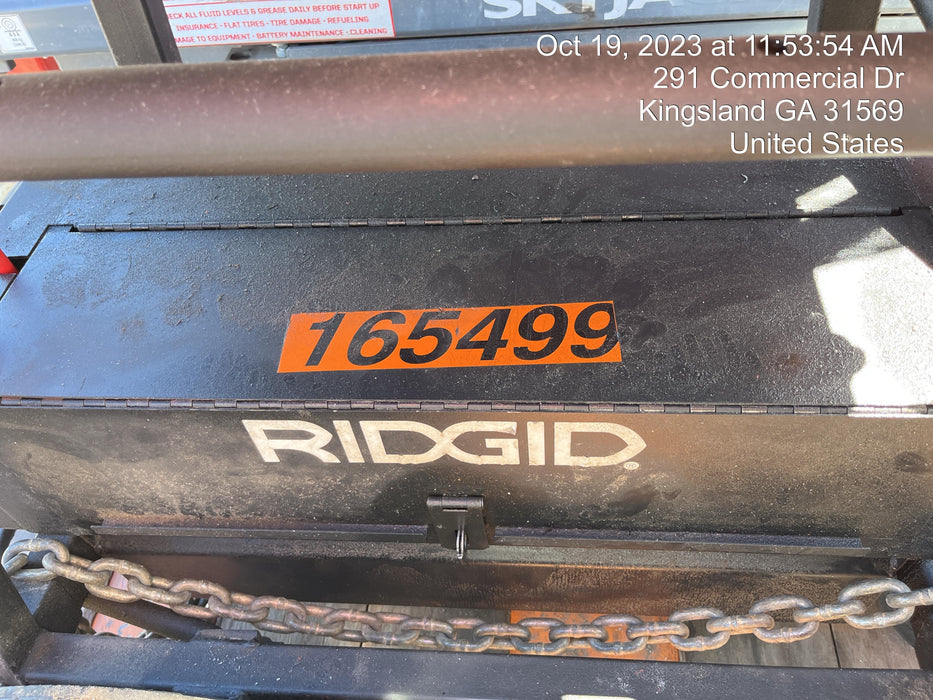 ECK ALL FLUID LEVELS & GREASE DAILY BEFORE START UP
INSURANCE • FLAT TIRES • TIRE DAMAGE • REFUELING
MAGE TO EQUIPMENT • BATTERY MAINTENANCE • CLEANING
SKYJA
Oct 19, 2023 at 11:53:54 AM
291 Commercial Dr
Kingsland GA 31569
United States
165499
RIDGID